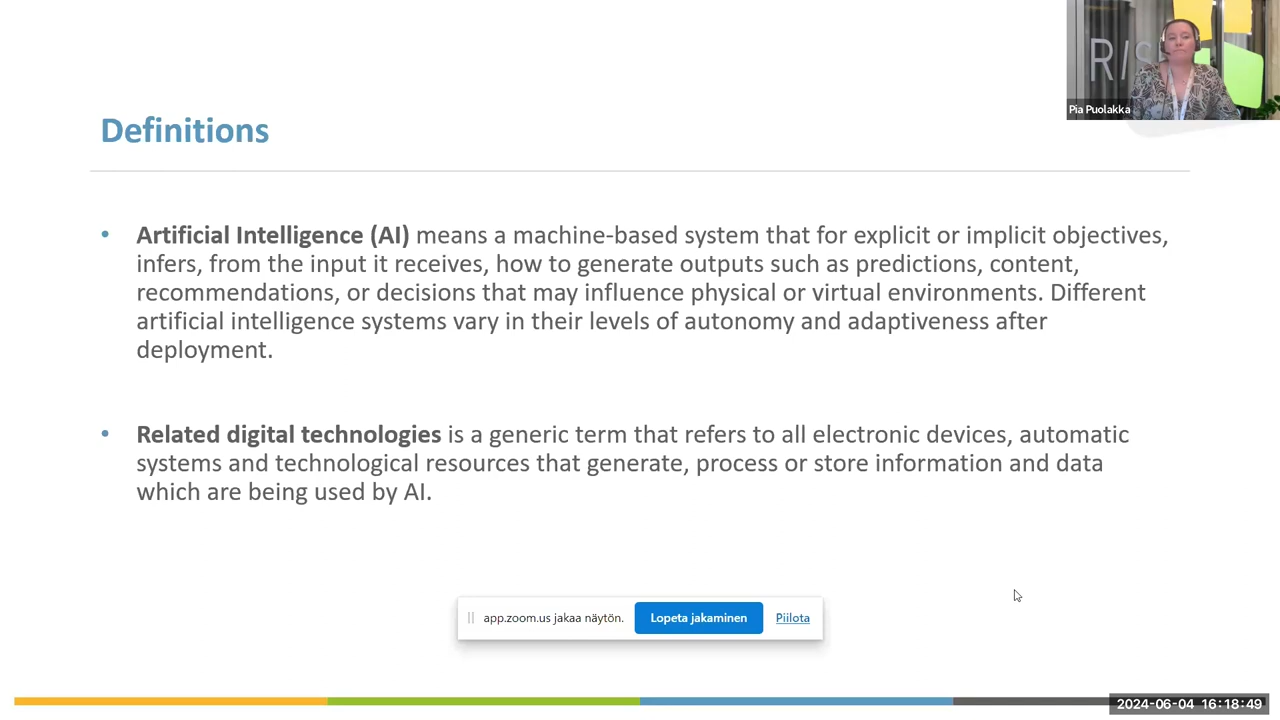 RIS
Pia Puolakka
Definitions
• Artificial Intelligence (AI) means a machine-based system that for explicit or implicit objectives,
infers, from the input it receives, how to generate outputs such as predictions, content,
recommendations, or decisions that may influence physical or virtual environments. Different
artificial intelligence systems vary in their levels of autonomy and adaptiveness after
deployment.
• Related digital technologies is a generic term that refers to all electronic devices, automatic
systems and technological resources that generate, process or store information and data
which are being used by AI.
app.zoom.us jakaa näytön. Lopeta jakaminen Piilota
2024-06-04 16:18:49